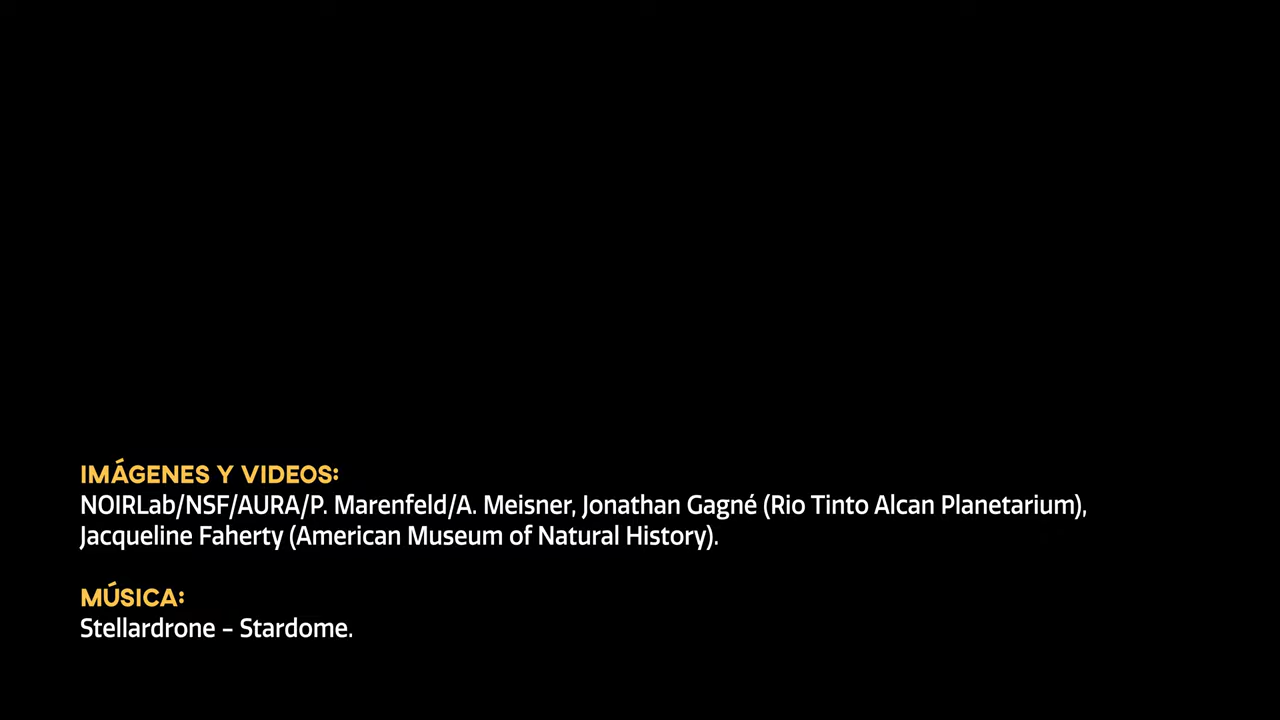 IMÁGENES Y VIDEOS:
NOIRLab/NSF/AURA/P. Marenfeld/A. Meisner, Jonathan Gagné (Rio Tinto Alcan Planetarium),
Jacqueline Faherty (American Museum of Natural History).
MÚSICA:
Stellardrone – Stardome.